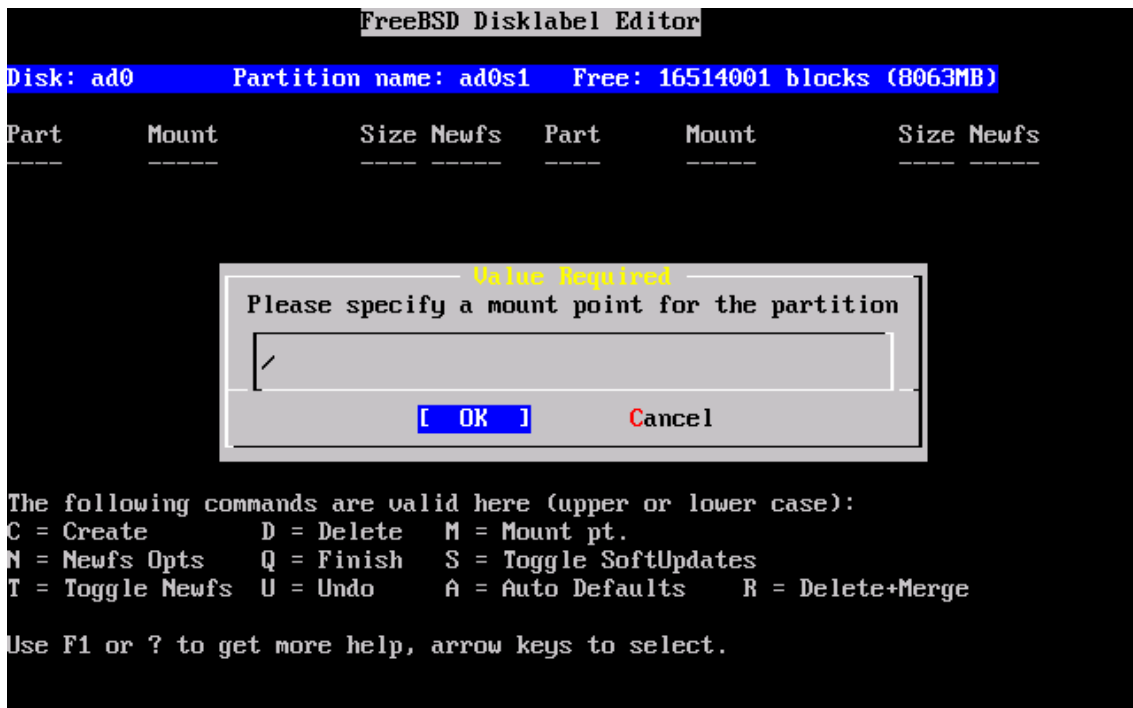 FreeBSD Disklabel Editor
Disk: ad0 Partition name: ad0s1 Free: 16514001 blocks (8063MB)
Part Mount Size Newfs Part Mount Size Newfs
---- ----- ---- ----- ---- ----- ---- -----
Value Required
Please specify a mount point for the partition
/
[ OK ] Cancel
The following commands are valid here (upper or lower case):
C = Create D = Delete M = Mount pt.
N = Newfs Opts Q = Finish S = Toggle SoftUpdates
T = Toggle Newfs U = Undo A = Auto Defaults R = Delete+Merge
Use F1 or ? to get more help, arrow keys to select.